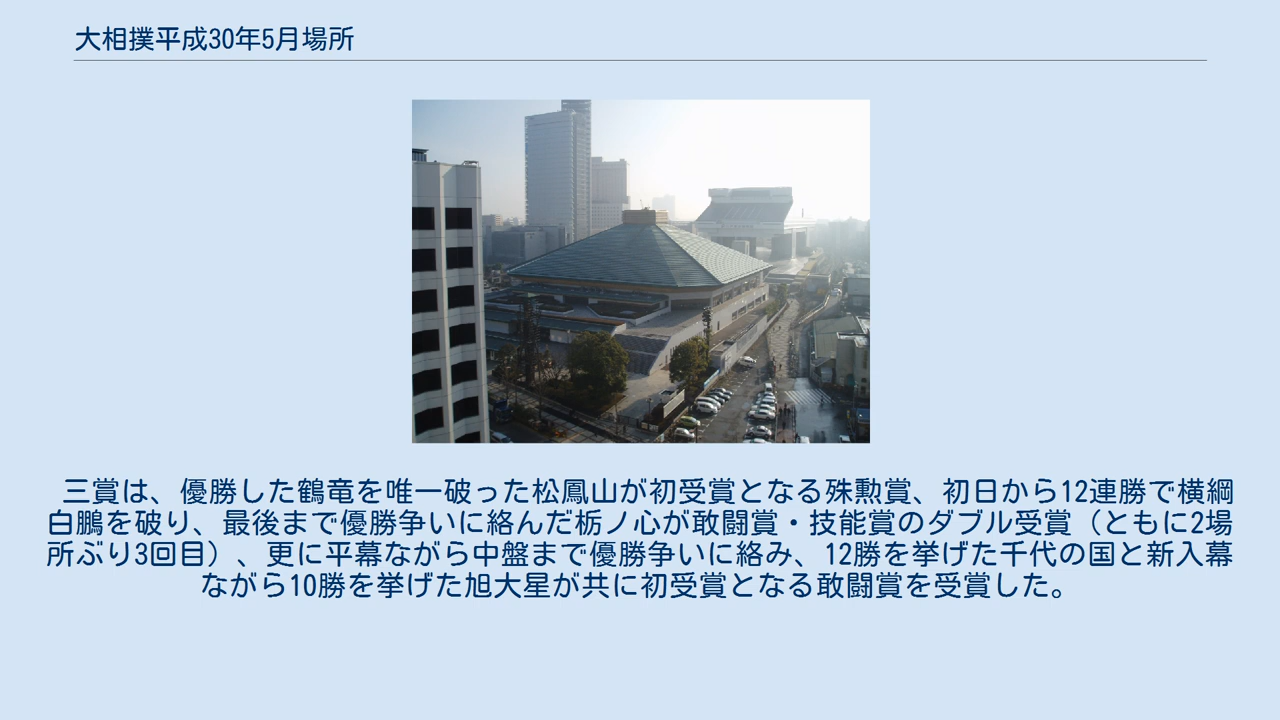 大相撲平成30年5月場所
三賞は、優勝した鶴竜を唯一破った松鳳山が初受賞となる殊勲賞、初日から12連勝で横綱
白鵬を破り、最後まで優勝争いに絡んだ栃ノ心が敢闘賞・技能賞のダブル受賞（ともに2場
所ぶり3回目）、更に平幕ながら中盤まで優勝争いに絡み、12勝を挙げた千代の国と新入幕
ながら10勝を挙げた旭大星が共に初受賞となる敢闘賞を受賞した。